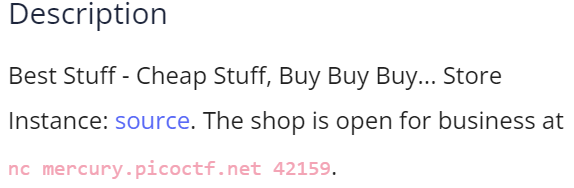 Description
Best Stuff - Cheap Stuff, Buy Buy Buy... Store
Instance: source. The shop is open for business at
nc mercury.picoctf.net 42159.